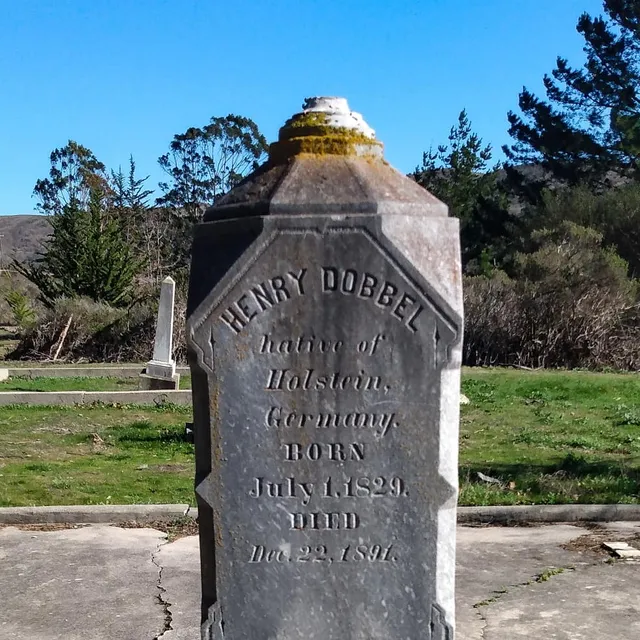 HENRY DOBBEL
native of
Holstein,
Germany.
BORN
July 1, 1829.
DIED
Dec. 22, 1891.